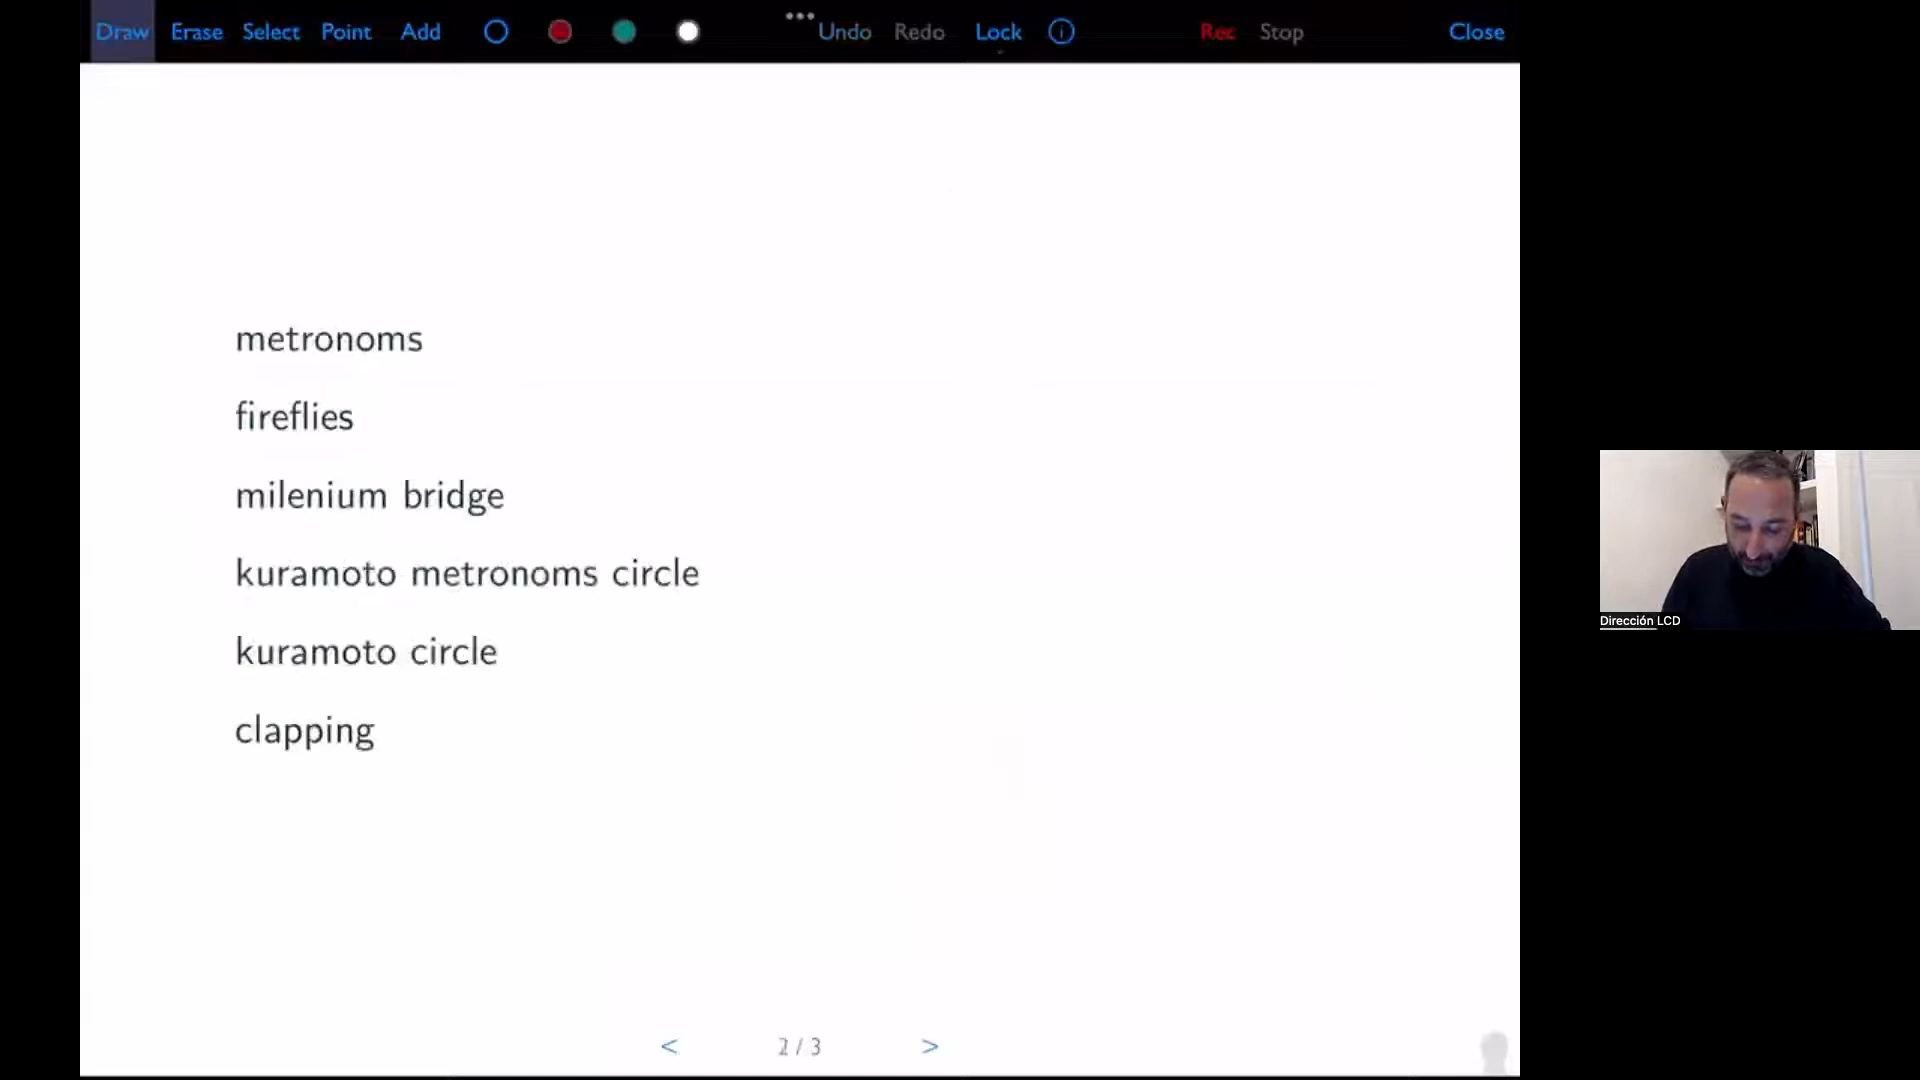 Draw Erase Select Point Add Undo Redo Lock Rec Stop Close
metronoms
fireflies
milenium bridge
kuramoto metronoms circle
kuramoto circle
clapping
Dirección LCD
< 2 / 3 >